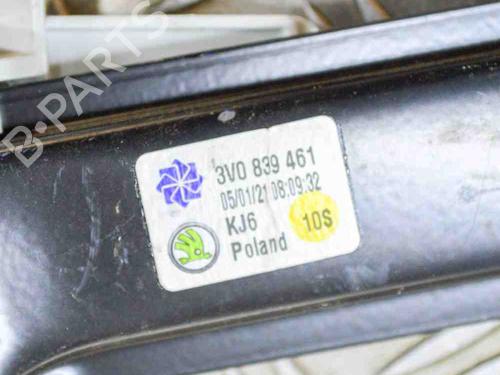 B-PARTS
3V0 839 461
05/01/21 08:09:32
KJ6
10S
Poland